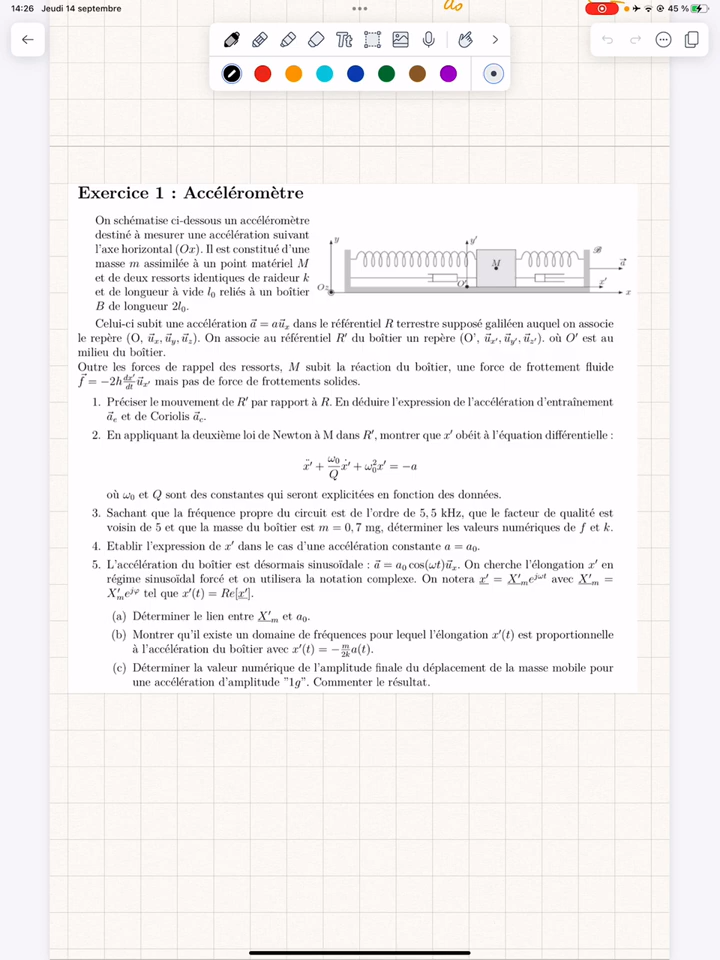 14:26 Jeudi 14 septembre
45 %
Tt
Exercice 1 : Accéléromètre
On schématise ci-dessous un accéléromètre
destiné à mesurer une accélération suivant
l'axe horizontal (Ox). Il est constitué d'une
masse m assimilée à un point matériel M
et de deux ressorts identiques de raideur k
et de longueur à vide l₀ reliés à un boîtier
B de longueur 2l₀.
y
y'
B
M
a⃗
Oz
O'
x'
x
Celui-ci subit une accélération a⃗ = au⃗ₓ dans le référentiel R terrestre supposé galiléen auquel on associe
le repère (O, u⃗ₓ, u⃗ᵧ, u⃗_z). On associe au référentiel R' du boîtier un repère (O', u⃗ₓ', u⃗ᵧ', u⃗_z'). où O' est au
milieu du boîtier.
Outre les forces de rappel des ressorts, M subit la réaction du boîtier, une force de frottement fluide
f⃗ = −2h dx'/dt u⃗ₓ' mais pas de force de frottements solides.
1. Préciser le mouvement de R' par rapport à R. En déduire l'expression de l'accélération d'entraînement
a⃗ₑ et de Coriolis a⃗_c.
2. En appliquant la deuxième loi de Newton à M dans R', montrer que x' obéit à l'équation différentielle :
ẍ' + ω₀/Q ẋ' + ω₀²x' = −a
où ω₀ et Q sont des constantes qui seront explicitées en fonction des données.
3. Sachant que la fréquence propre du circuit est de l'ordre de 5,5 kHz, que le facteur de qualité est
voisin de 5 et que la masse du boîtier est m = 0,7 mg, déterminer les valeurs numériques de f et k.
4. Etablir l'expression de x' dans le cas d'une accélération constante a = a₀.
5. L'accélération du boîtier est désormais sinusoïdale : a⃗ = a₀ cos(ωt)u⃗ₓ. On cherche l'élongation x' en
régime sinusoïdal forcé et on utilisera la notation complexe. On notera x' = X'ₘe^{jωt} avec X'ₘ =
X'ₘe^{jφ} tel que x'(t) = Re[x'].
(a) Déterminer le lien entre X'ₘ et a₀.
(b) Montrer qu'il existe un domaine de fréquences pour lequel l'élongation x'(t) est proportionnelle
à l'accélération du boîtier avec x'(t) = −m/2k a(t).
(c) Déterminer la valeur numérique de l'amplitude finale du déplacement de la masse mobile pour
une accélération d'amplitude "1g". Commenter le résultat.